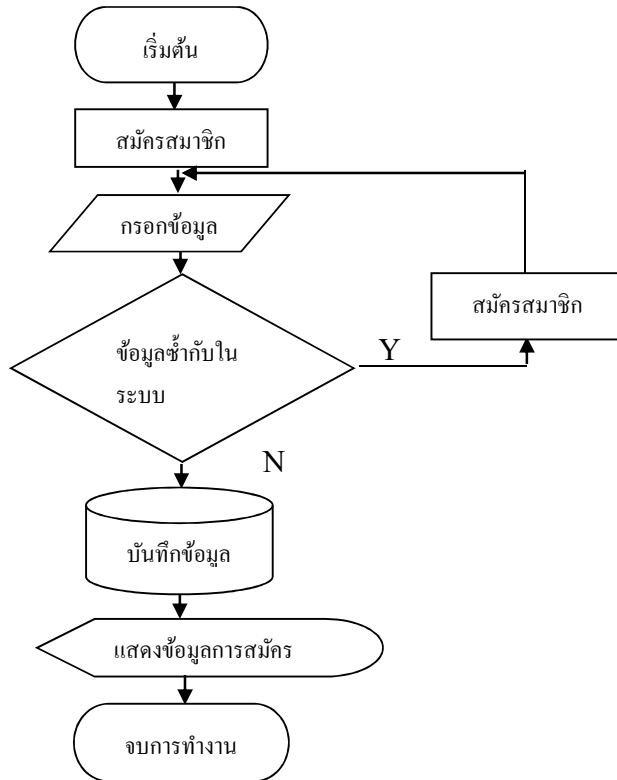 เริ่มต้น
สมัครสมาชิก
กรอกข้อมูล
สมัครสมาชิก
ข้อมูลซ้ำกับใน
ระบบ
Y
N
บันทึกข้อมูล
แสดงข้อมูลการสมัคร
จบการทำงาน